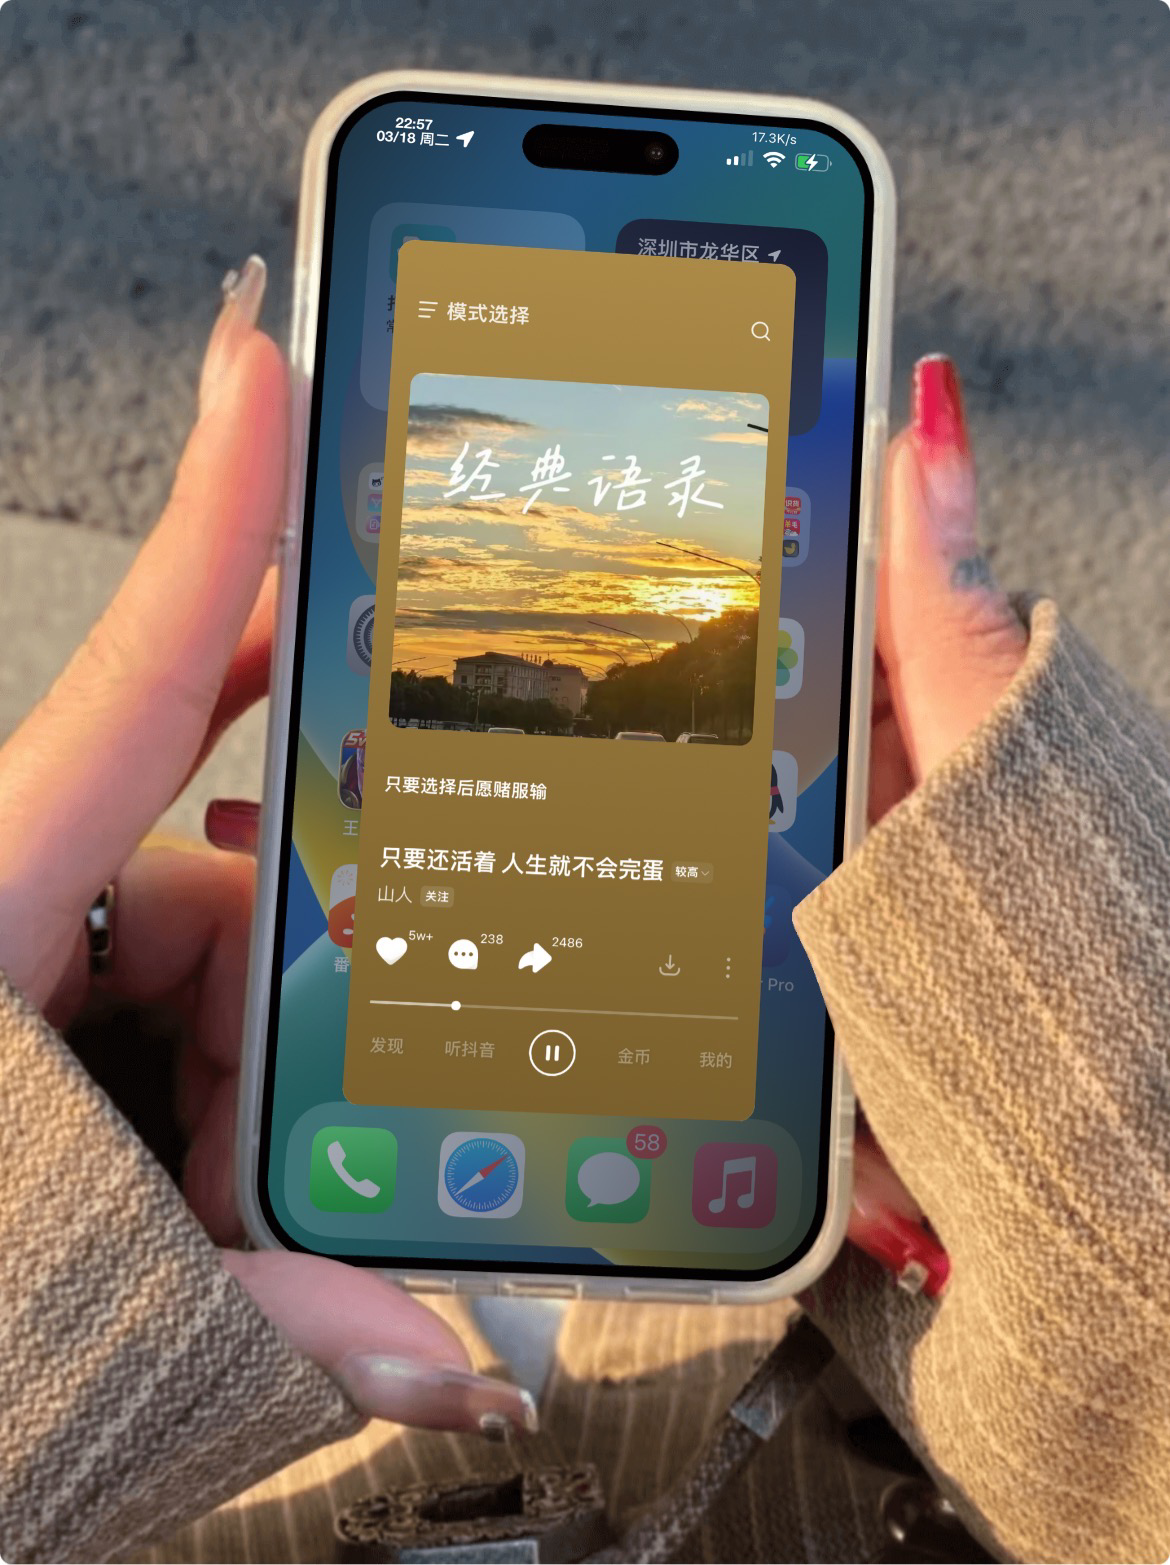 22:57
03/18 周二
17.3K/s
深圳市龙华区
模式选择
经典语录
只要选择后愿赌服输
只要还活着 人生就不会完蛋 较高
山人 关注
5w+ 238 2486
Pro
发现 听抖音 金币 我的
58